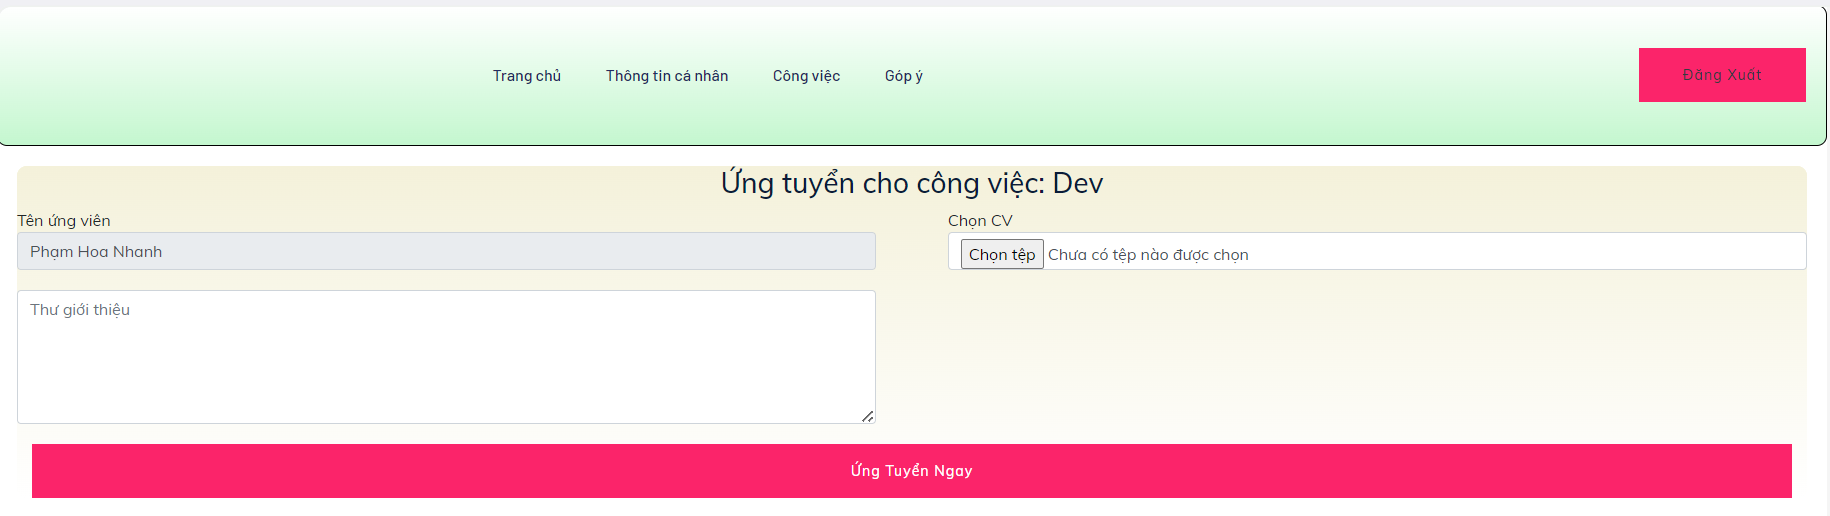 Trang chủ Thông tin cá nhân Công việc Góp ý Đăng Xuất
Ứng tuyển cho công việc: Dev
Tên ứng viên Chọn CV
Phạm Hoa Nhanh Chọn tệp Chưa có tệp nào được chọn
Thư giới thiệu
Ứng Tuyển Ngay